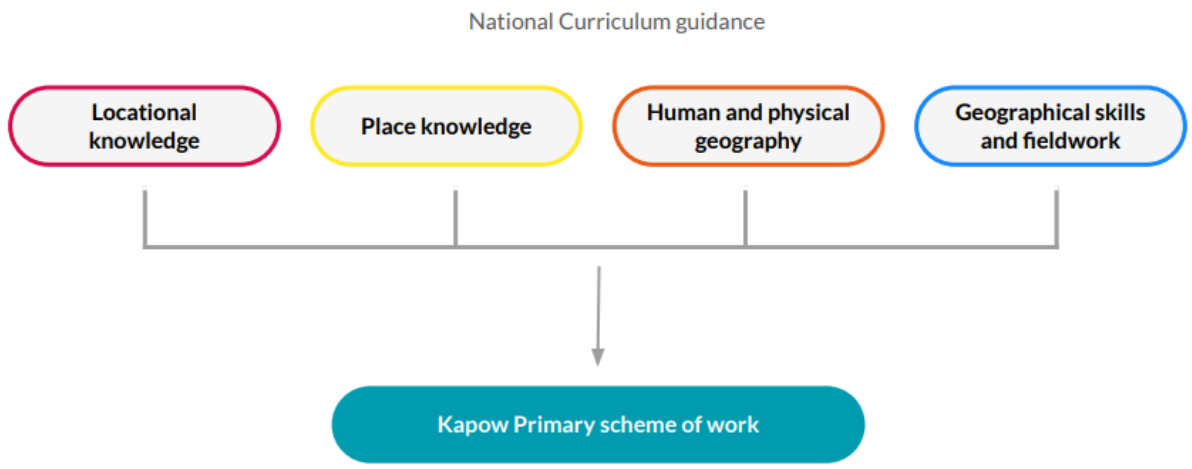 National Curriculum guidance
Locational
knowledge
Place knowledge
Human and physical
geography
Geographical skills
and fieldwork
Kapow Primary scheme of work